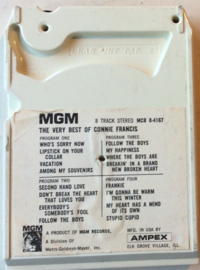 MGM
8 TRACK STEREO MC8 8-4167
THE VERY BEST OF CONNIE FRANCIS
PROGRAM ONE
WHO'S SORRY NOW
LIPSTICK ON YOUR
COLLAR
VACATION
AMONG MY SOUVENIRS
PROGRAM THREE
FOLLOW THE BOYS
MY HAPPINESS
WHERE THE BOYS ARE
BREAKIN' IN A BRAND
NEW BROKEN HEART
PROGRAM TWO
SECOND HAND LOVE
DON'T BREAK THE HEART
THAT LOVES YOU
EVERYBODY'S
SOMEBODY'S FOOL
FOLLOW THE BOYS
PROGRAM FOUR
FRANKIE
I'M GONNA BE WARM
THIS WINTER
MY HEART HAS A MIND
OF ITS OWN
STUPID CUPID
MGM
A PRODUCT OF MGM RECORDS,
A Division Of
Metro-Goldwyn-Mayer, Inc.
MFG. IN USA BY
AMPEX
ELK GROVE VILLAGE, ILL.